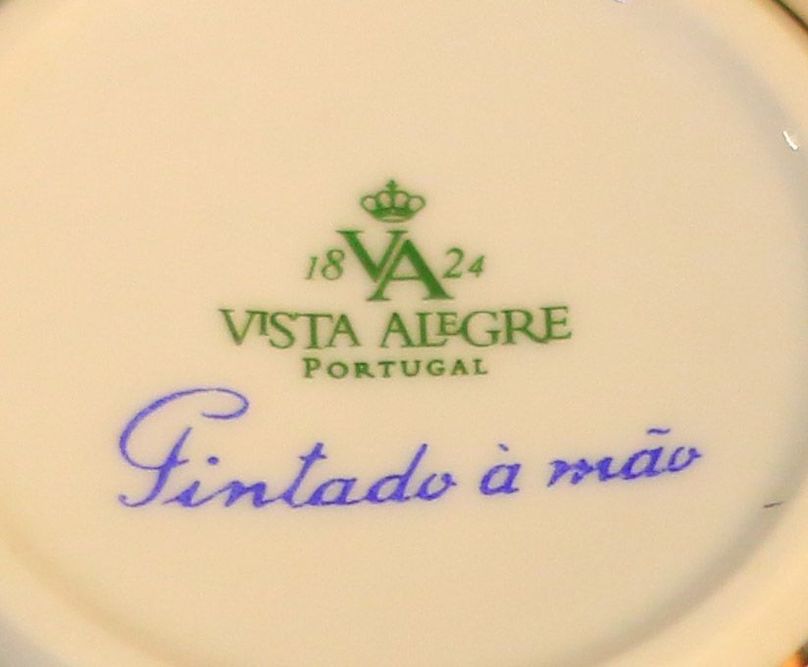 18 VA 24
VISTA ALEGRE
PORTUGAL
Pintado à mão